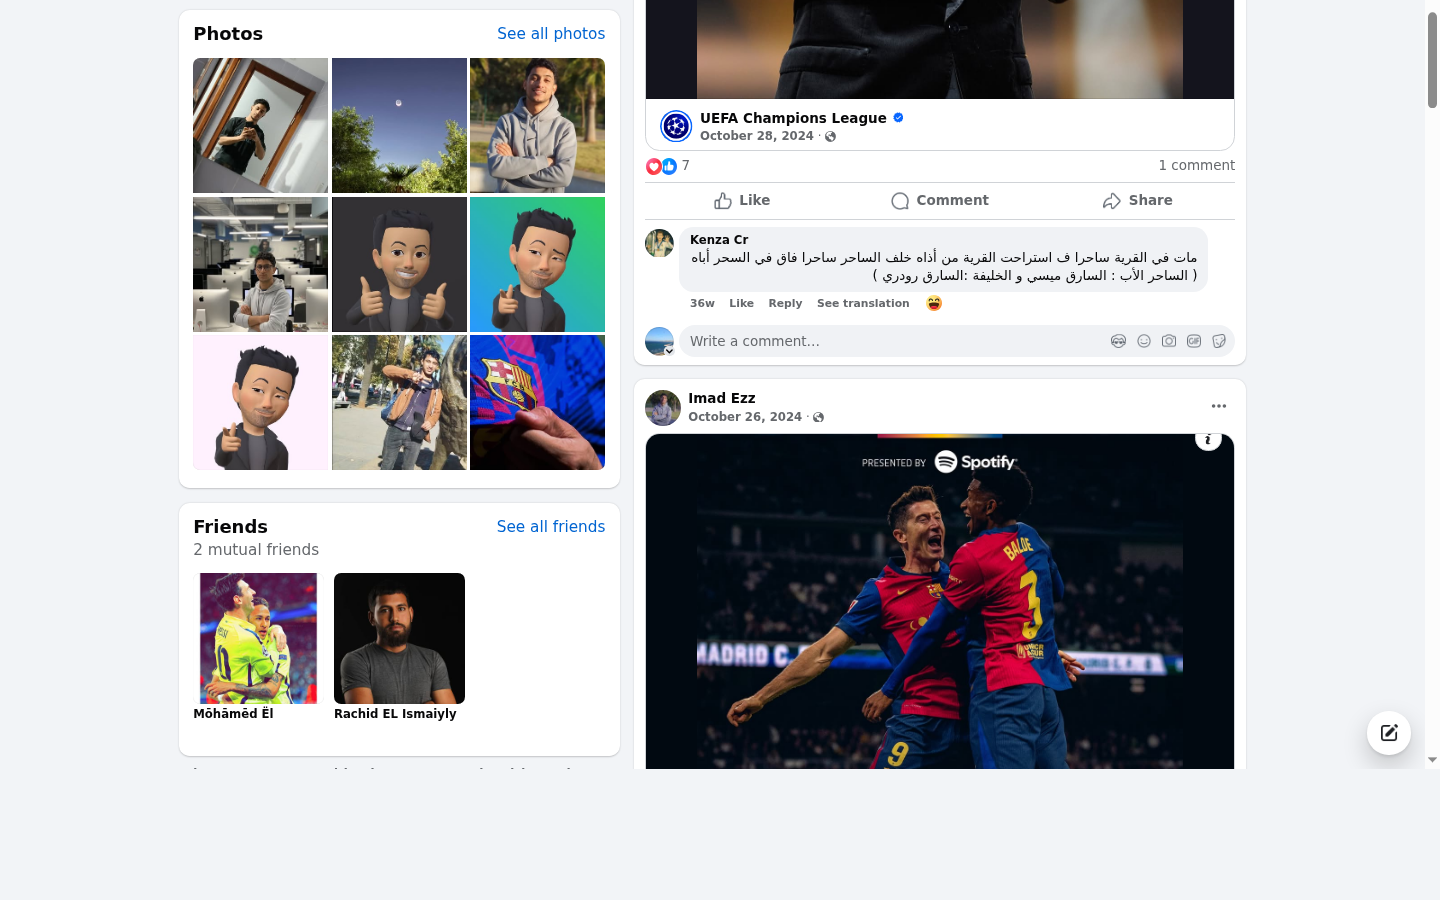 Photos
See all photos
Friends
See all friends
2 mutual friends
Mōhāmēd Ël
Rachid EL Ismaiyly
UEFA Champions League
October 28, 2024 ·
7
1 comment
Like
Comment
Share
Kenza Cr
مات في القرية ساحرا ف استراحت القرية من أذاه خلف الساحر ساحرا فاق في السحر أباه
( الساحر الأب : السارق ميسي و الخليفة :السارق رودري )
36w Like Reply See translation
Write a comment…
GIF
Imad Ezz
October 26, 2024 ·
PRESENTED BY Spotify
BALDE
3
MADRID C.F.
9